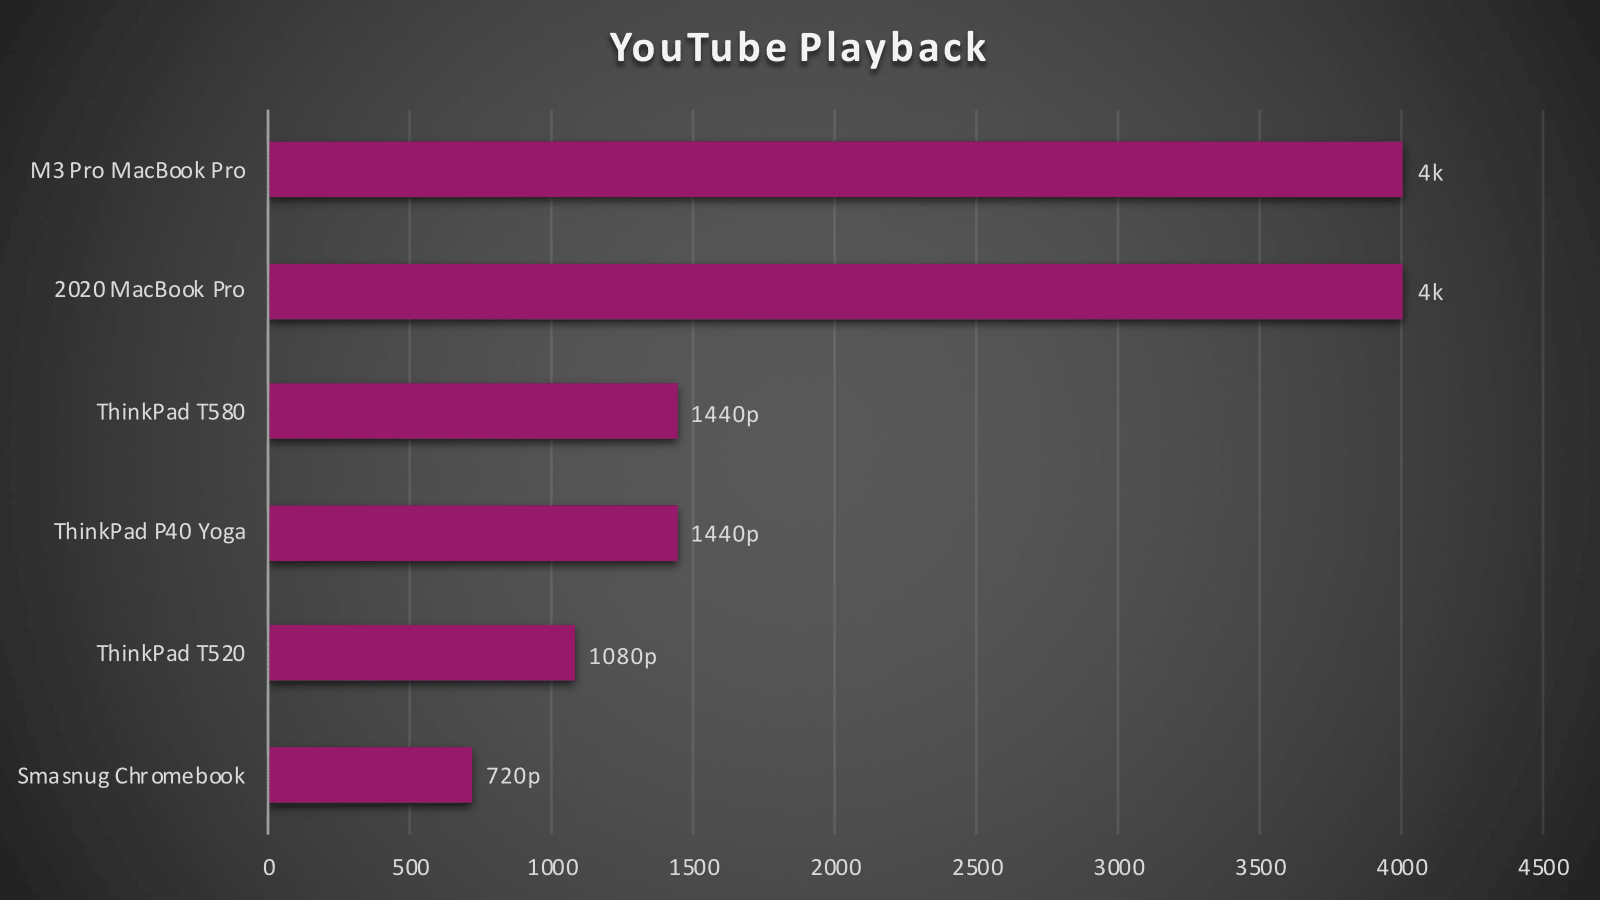 YouTube Playback
M3 Pro MacBook Pro
4k
2020 MacBook Pro
4k
ThinkPad T580
1440p
ThinkPad P40 Yoga
1440p
ThinkPad T520
1080p
Smasnug Chromebook
720p
0 500 1000 1500 2000 2500 3000 3500 4000 4500